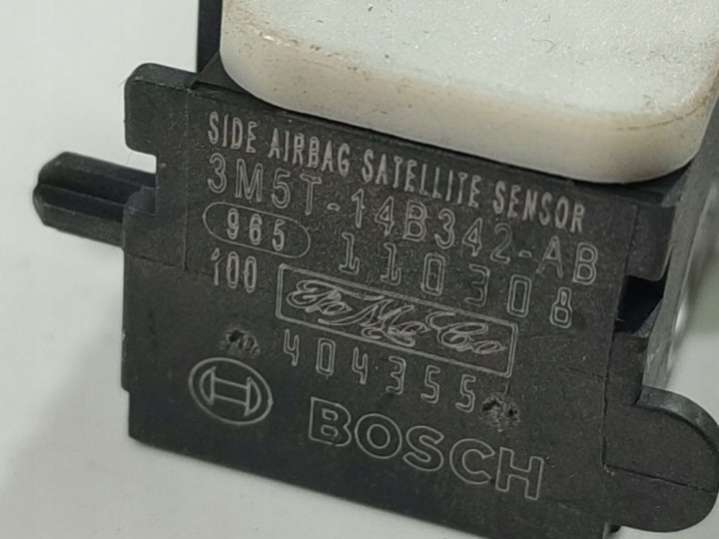 SIDE AIRBAG SATELLITE SENSOR
3M5T-14B342-AB
965 110308
100 FoMoCo
404355
BOSCH